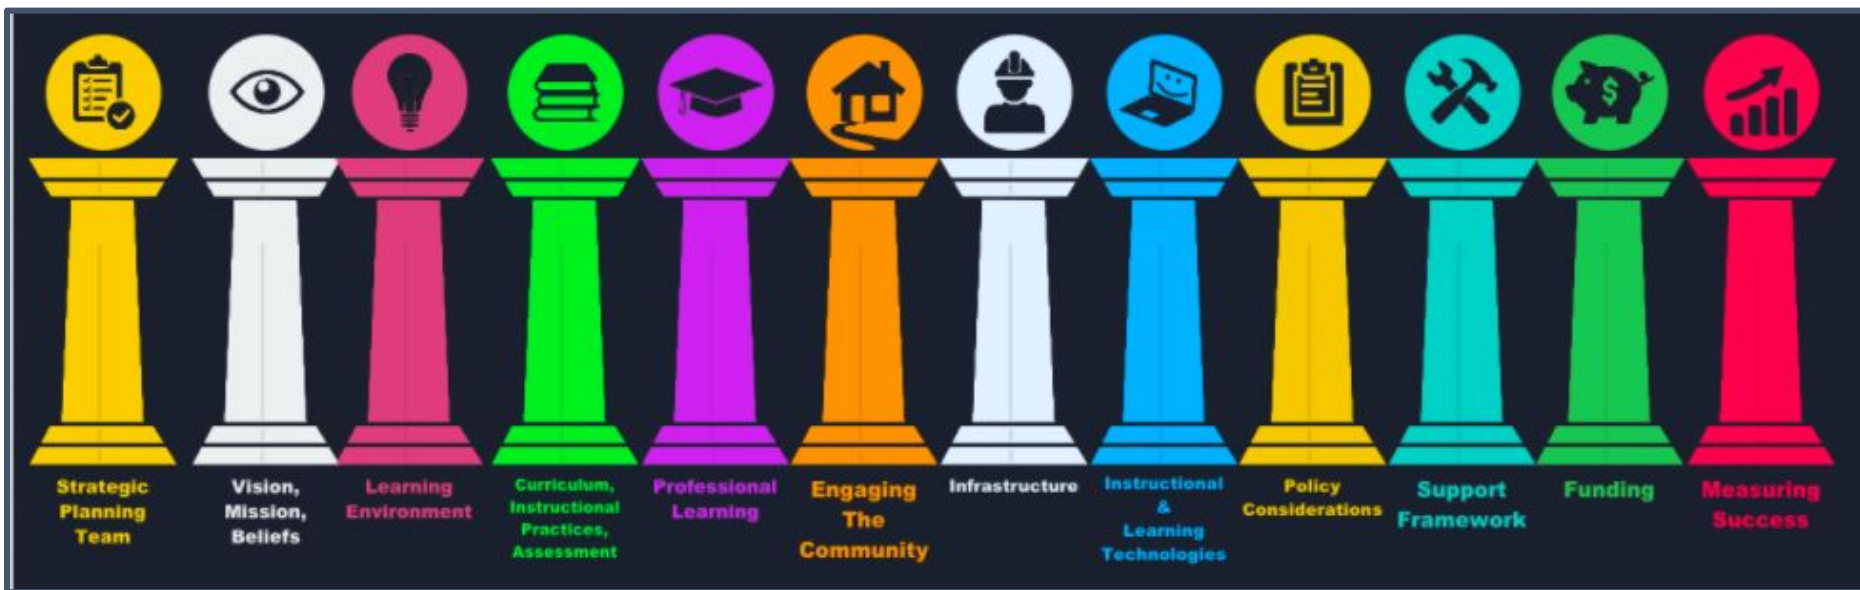 $
Strategic
Planning
Team
Vision,
Mission,
Beliefs
Learning
Environment
Curriculum,
Instructional
Practices,
Assessment
Professional
Learning
Engaging
The
Community
Infrastructure
Instructional
&
Learning
Technologies
Policy
Considerations
Support
Framework
Funding
Measuring
Success